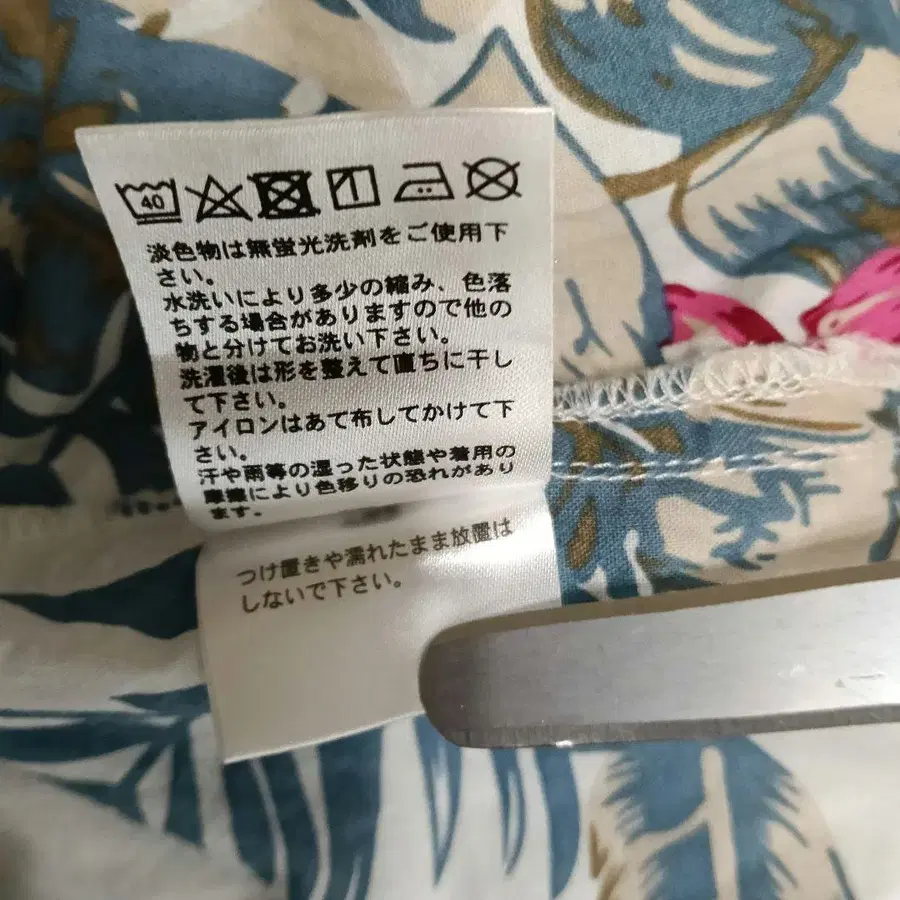 40
淡色物は無蛍光洗剤をご使用下
さい。
水洗いにより多少の縮み、色落
ちする場合がありますので他の
物と分けてお洗い下さい。
洗濯後は形を整えて直ちに干し
て下さい。
アイロンはあて布してかけて下
さい。
汗や雨等の湿った状態や着用の
摩擦により色移りの恐れがあり
ます。
つけ置きや濡れたまま放置は
しないで下さい。